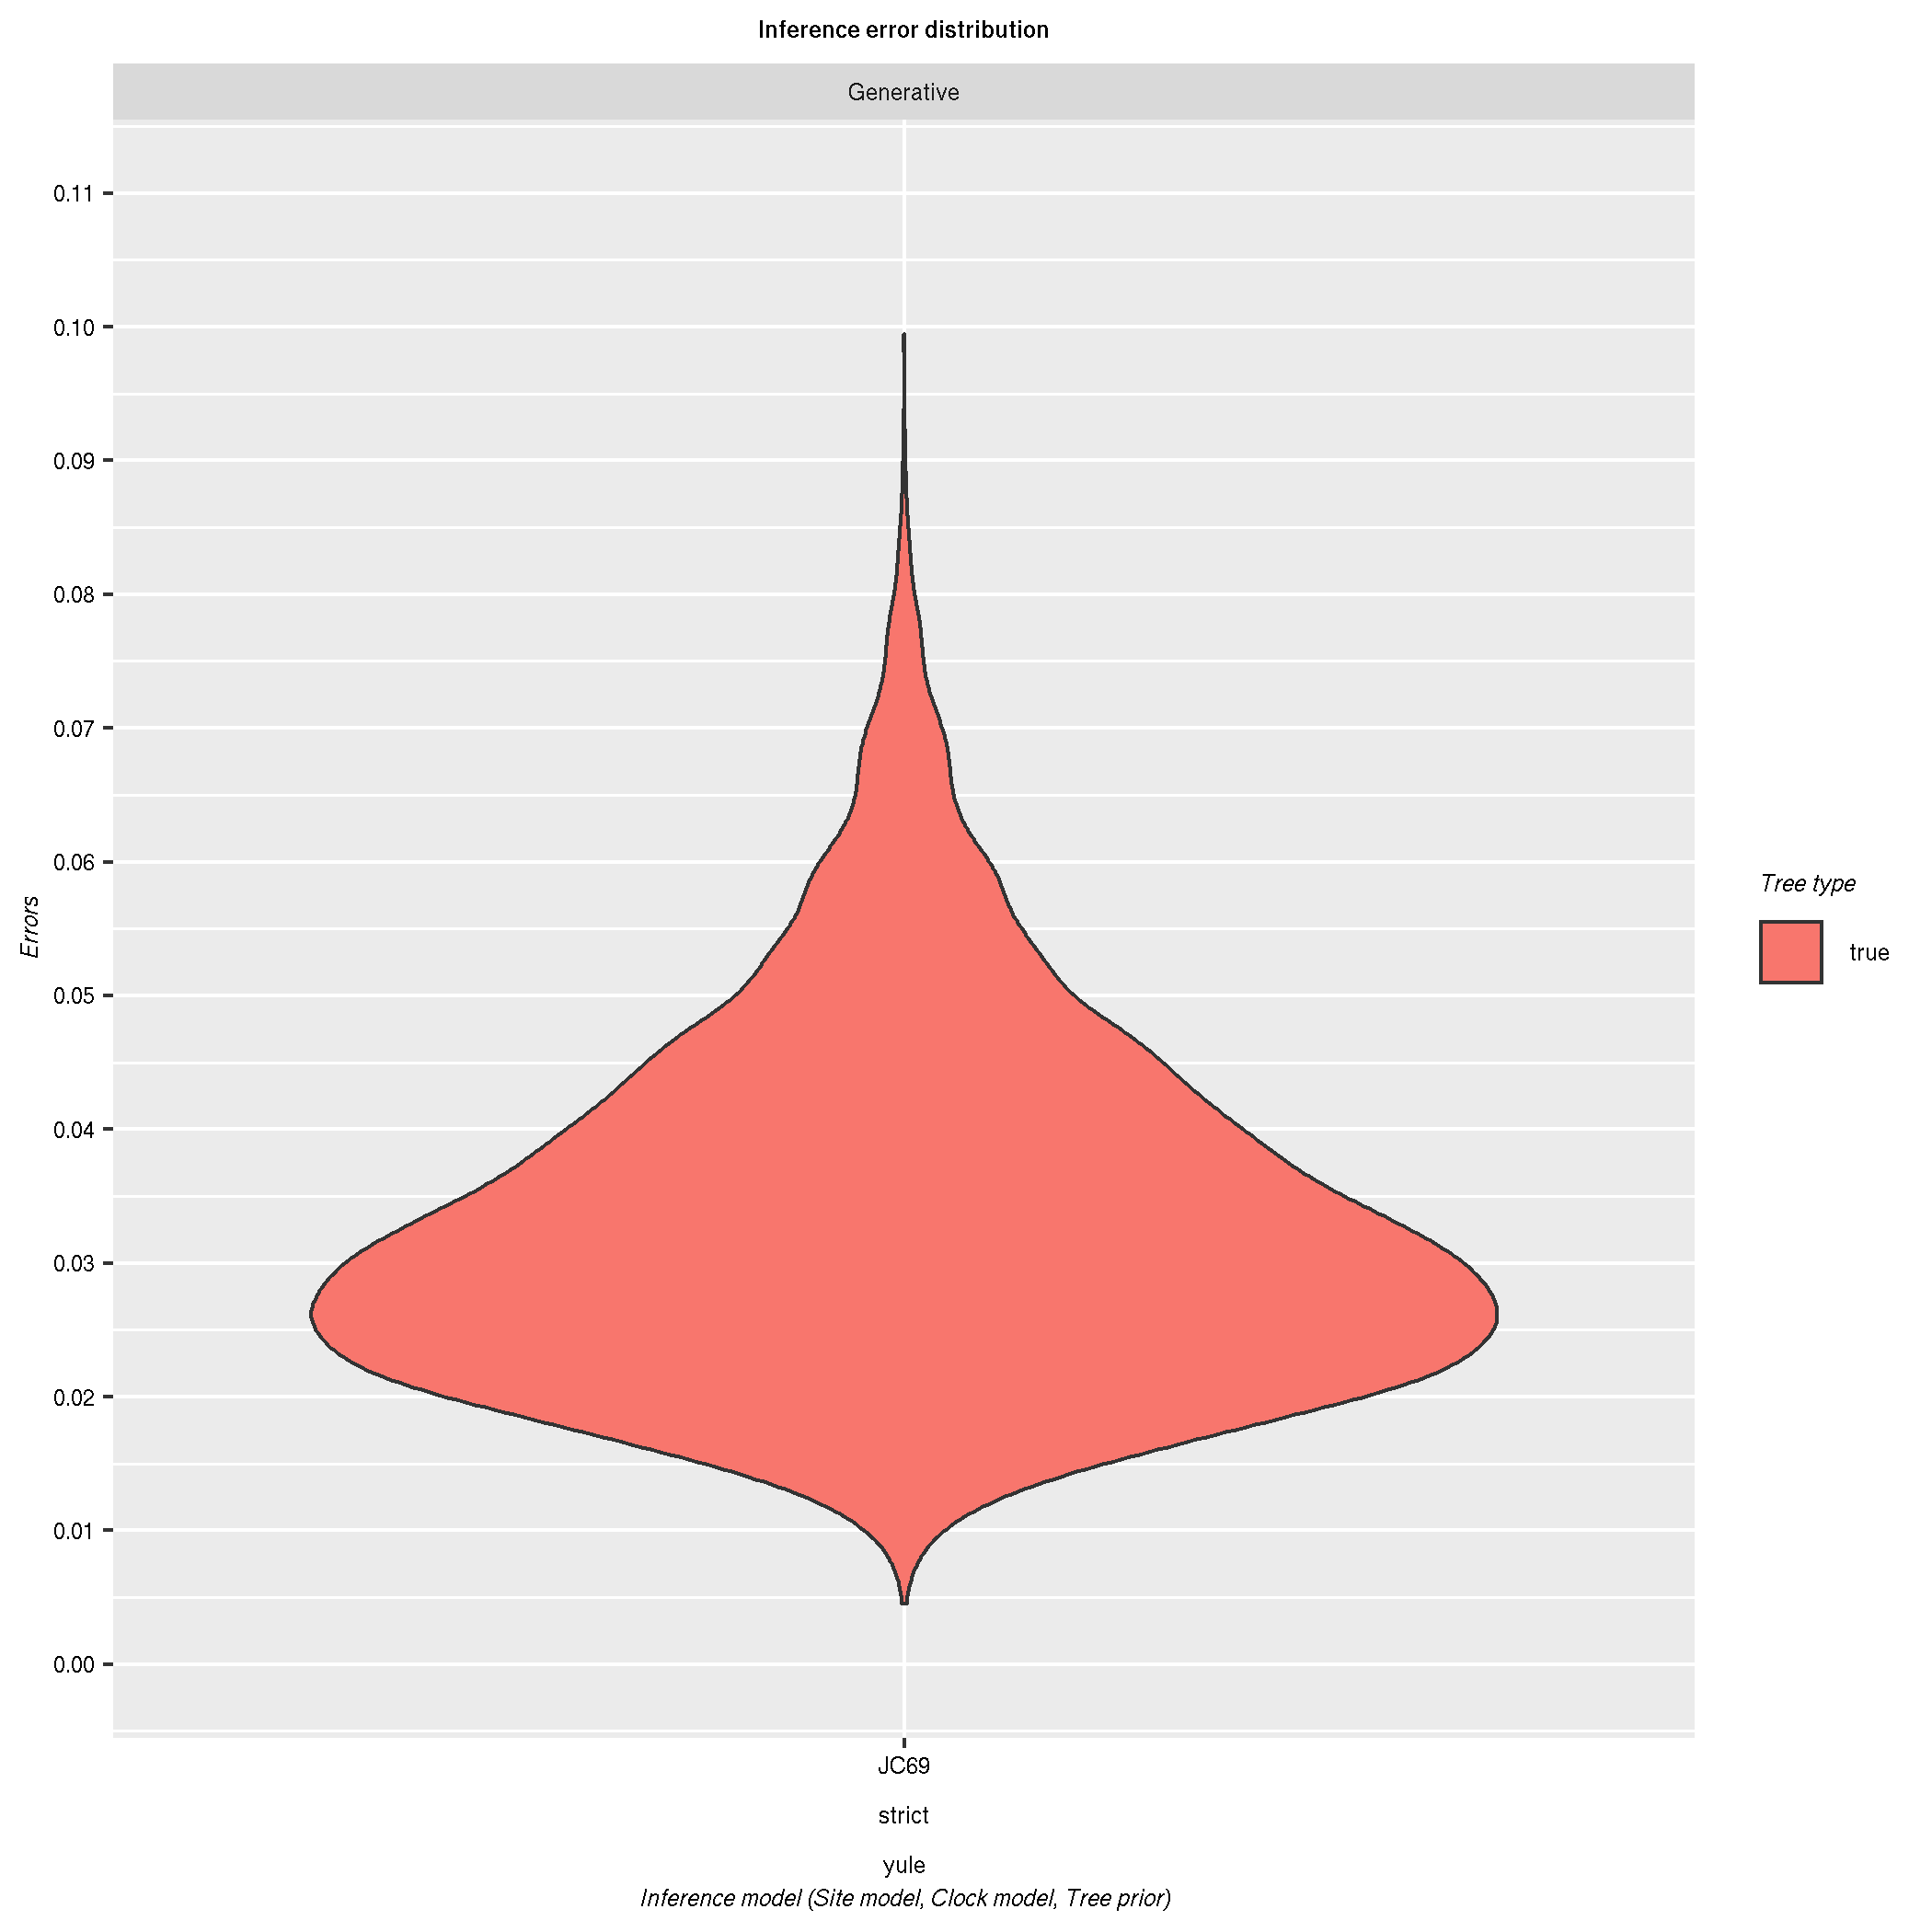 Inference error distribution
Generative
0.11
0.10
0.09
0.08
0.07
0.06
0.05
0.04
0.03
0.02
0.01
0.00
Errors
JC69
strict
yule
Inference model (Site model, Clock model, Tree prior)
Tree type
true